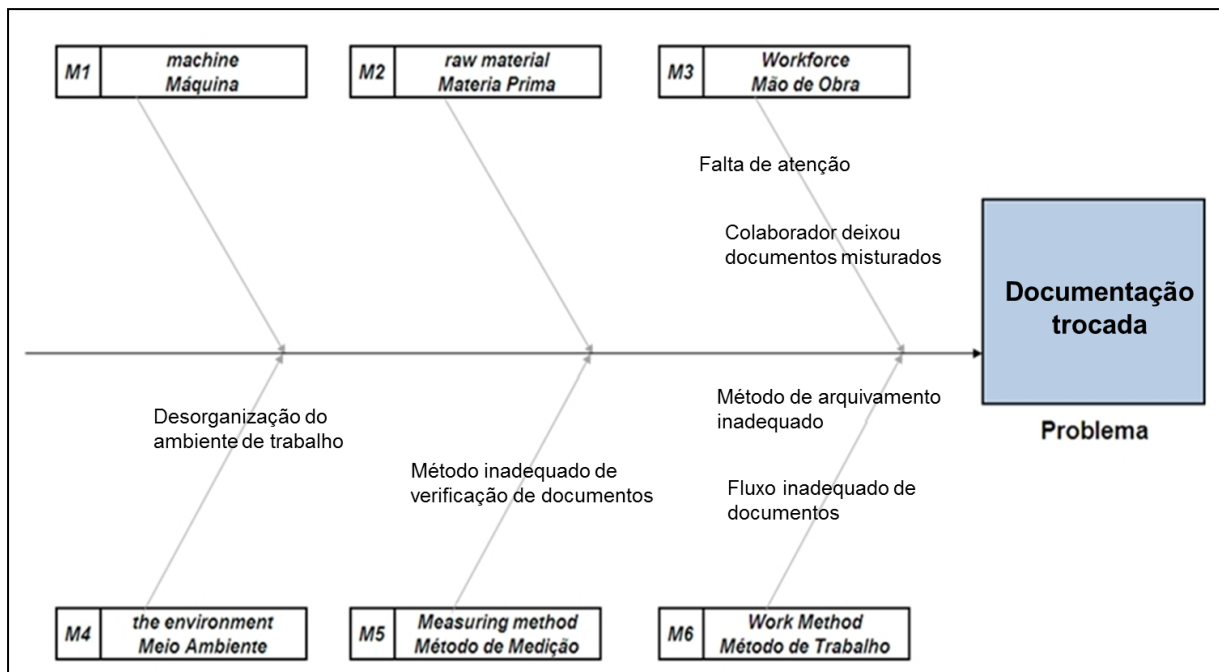 M1
machine
Máquina
M2
raw material
Materia Prima
M3
Workforce
Mão de Obra
Falta de atenção
Colaborador deixou
documentos misturados
Documentação
trocada
Problema
Desorganização do
ambiente de trabalho
Método inadequado de
verificação de documentos
Método de arquivamento
inadequado
Fluxo inadequado de
documentos
M4
the environment
Meio Ambiente
M5
Measuring method
Método de Medição
M6
Work Method
Método de Trabalho